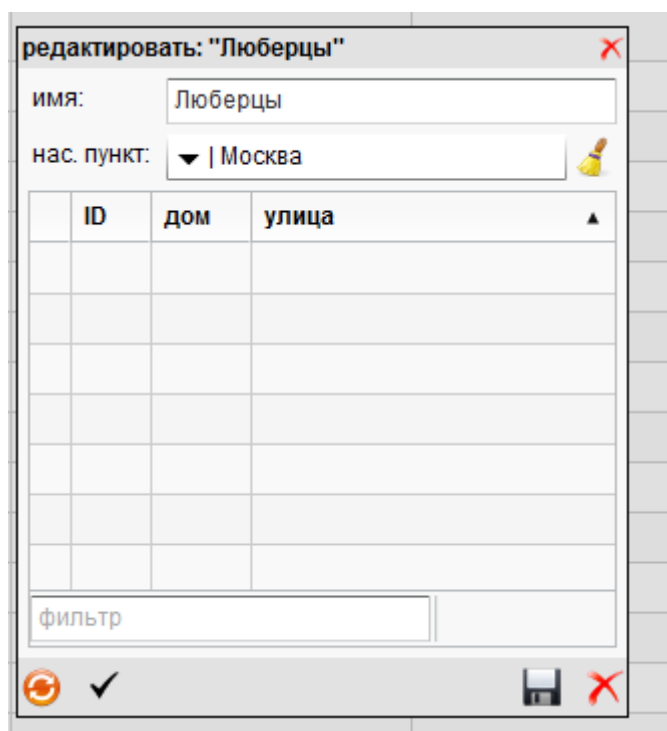 редактировать: "Люберцы"
имя: Люберцы
нас. пункт: | Москва
ID дом улица
фильтр